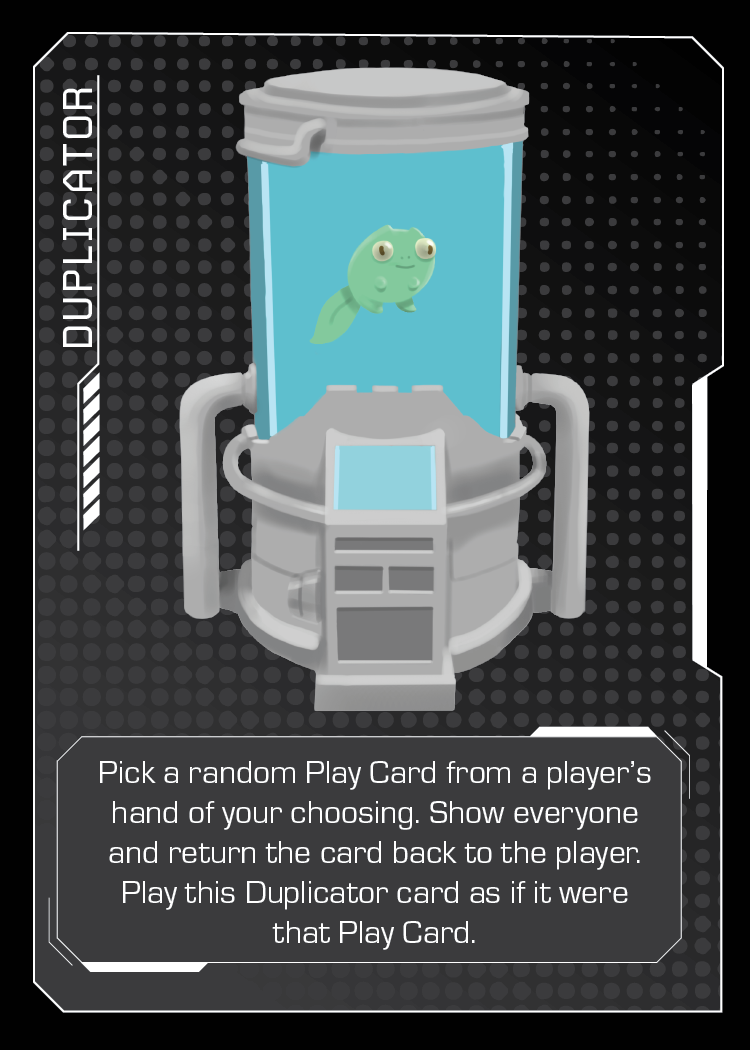 DUPLICATOR
Pick a random Play Card from a player’s
hand of your choosing. Show everyone
and return the card back to the player.
Play this Duplicator card as if it were
that Play Card.